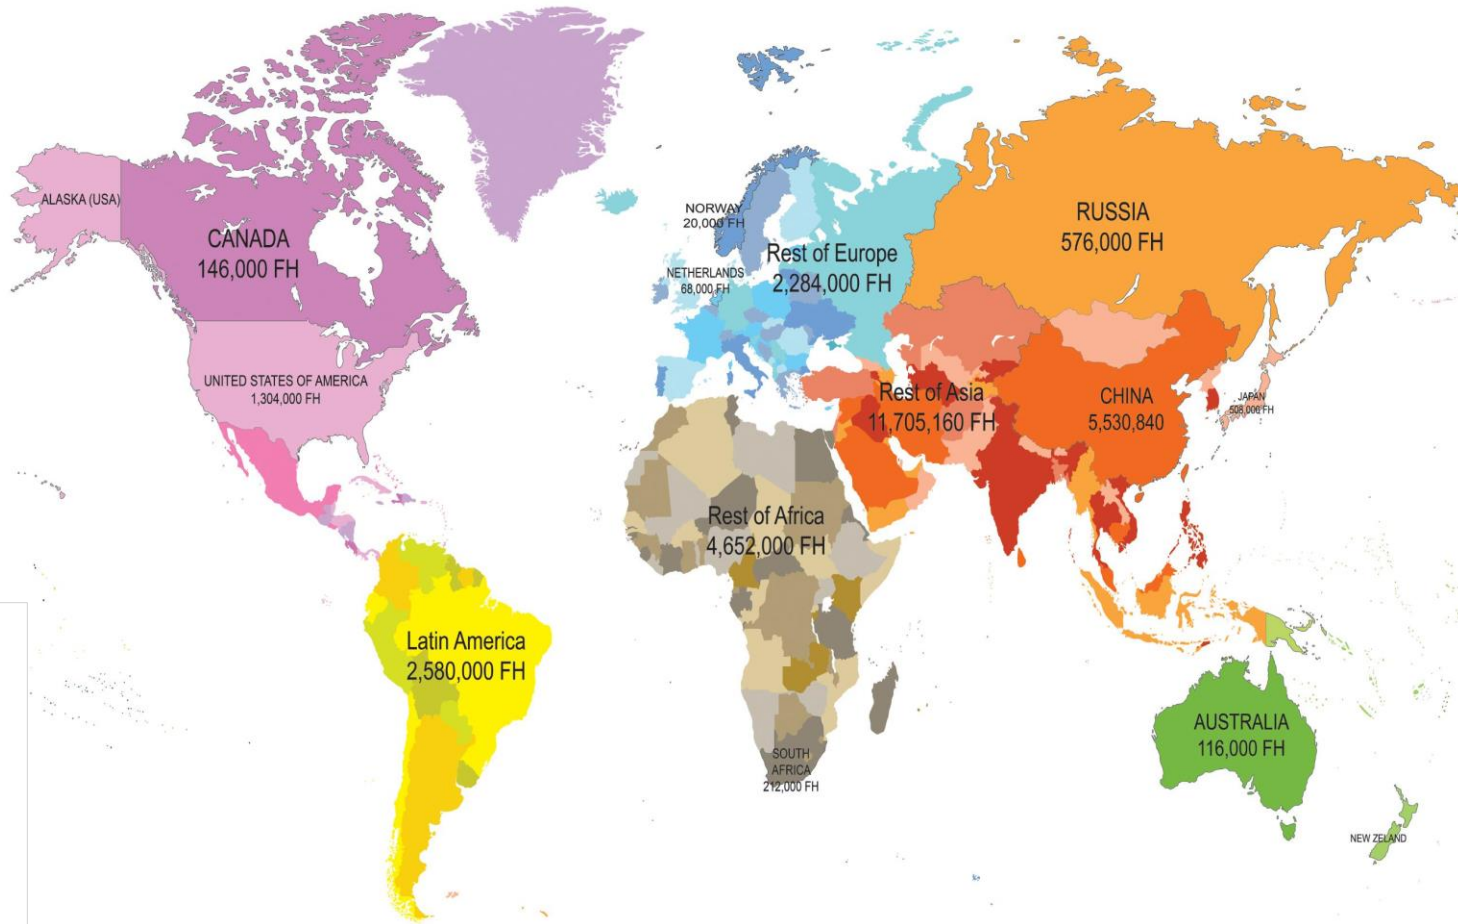 ALASKA (USA)
CANADA
146,000 FH
UNITED STATES OF AMERICA
1,304,000 FH
Latin America
2,580,000 FH
NORWAY
20,000 FH
NETHERLANDS
68,000 FH
Rest of Europe
2,284,000 FH
RUSSIA
576,000 FH
Rest of Asia
11,705,160 FH
CHINA
5,530,840
JAPAN
508,000 FH
Rest of Africa
4,652,000 FH
SOUTH
AFRICA
212,000 FH
AUSTRALIA
116,000 FH
NEW ZELAND